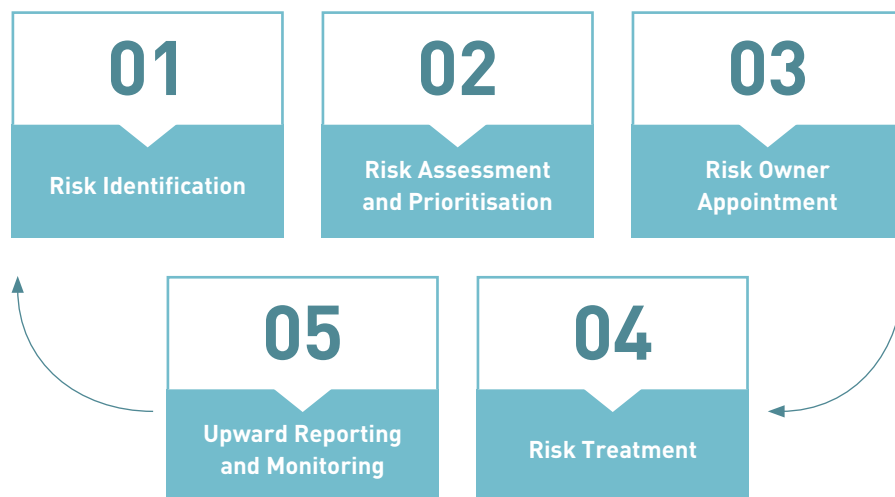 01
Risk Identification
02
Risk Assessment
and Prioritisation
03
Risk Owner
Appointment
05
Upward Reporting
and Monitoring
04
Risk Treatment